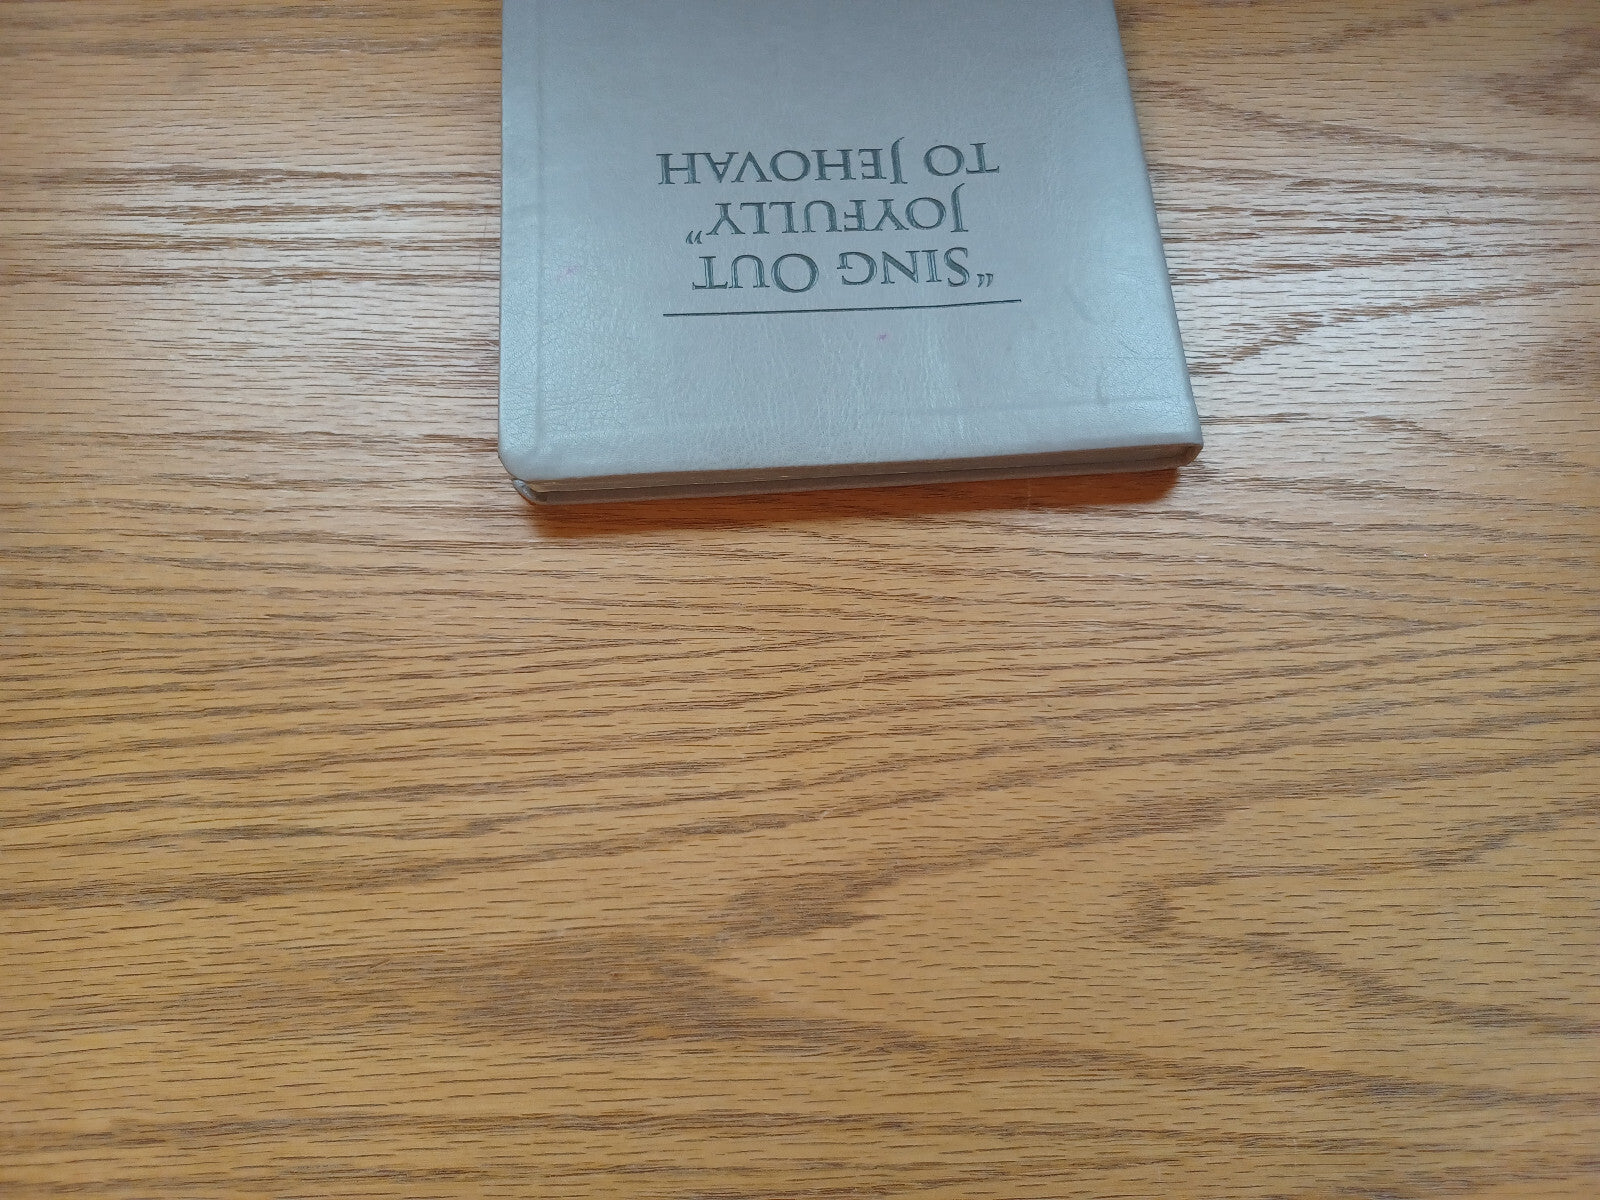 “Sing Out
Joyfully”
to Jehovah